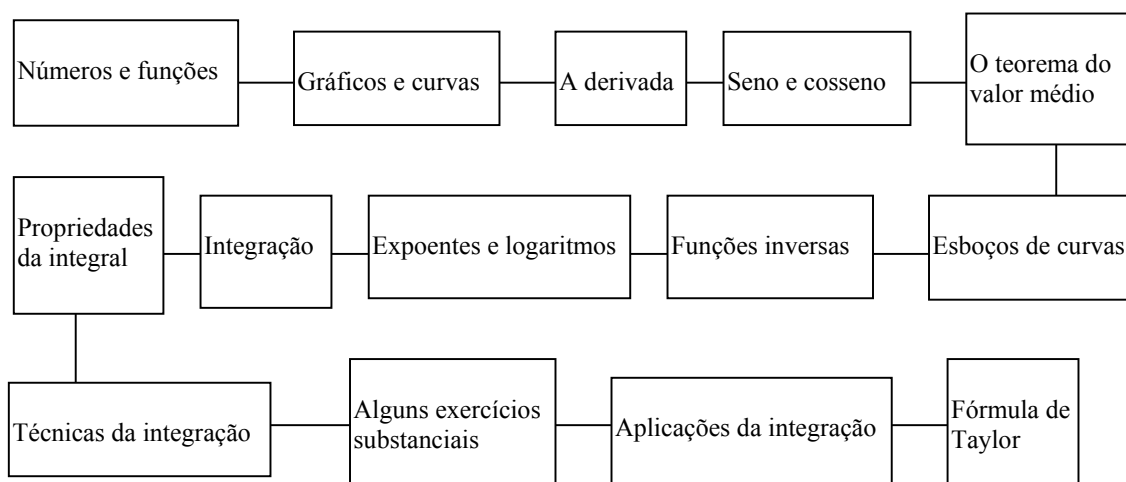 Números e funções
Gráficos e curvas
A derivada
Seno e cosseno
O teorema do
valor médio
Propriedades
da integral
Integração
Expoentes e logaritmos
Funções inversas
Esboços de curvas
Técnicas da integração
Alguns exercícios
substanciais
Aplicações da integração
Fórmula de
Taylor